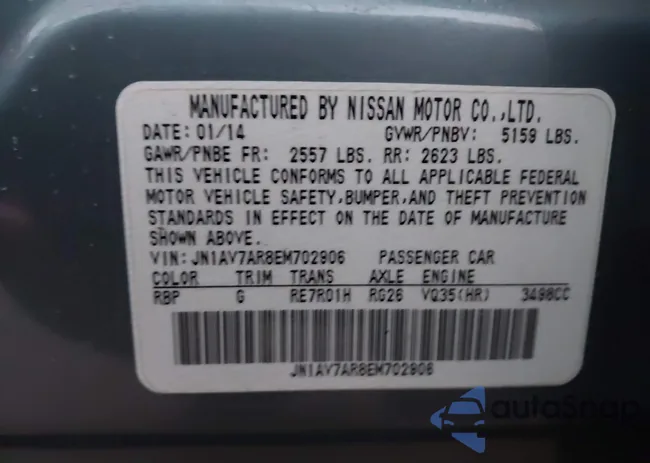 MANUFACTURED BY NISSAN MOTOR CO.,LTD.
DATE: 01/14 GVWR/PNBV: 5159 LBS.
GAWR/PNBE FR: 2557 LBS. RR: 2623 LBS.
THIS VEHICLE CONFORMS TO ALL APPLICABLE FEDERAL
MOTOR VEHICLE SAFETY,BUMPER,AND THEFT PREVENTION
STANDARDS IN EFFECT ON THE DATE OF MANUFACTURE
SHOWN ABOVE.
VIN:JN1AV7AR8EM702906 PASSENGER CAR
COLOR TRIM TRANS AXLE ENGINE
RBP G RE7R01H RG26 VQ35(HR) 3498CC
JN1AV7AR8EM702906
autoSnap